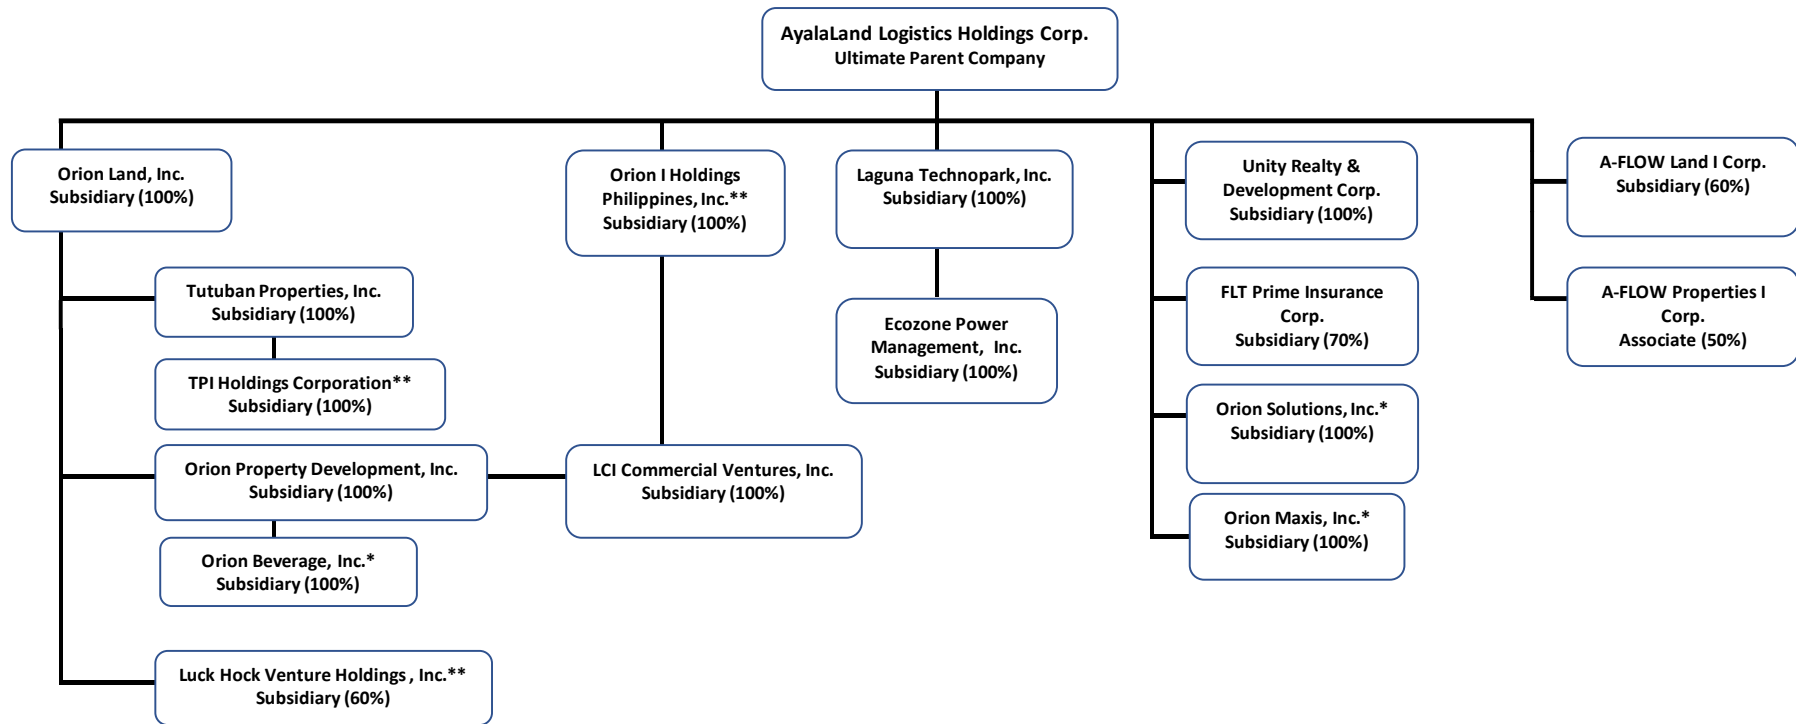 AyalaLand Logistics Holdings Corp.
Ultimate Parent Company
Orion Land, Inc.
Subsidiary (100%)
Orion I Holdings
Philippines, Inc.**
Subsidiary (100%)
Laguna Technopark, Inc.
Subsidiary (100%)
Unity Realty &
Development Corp.
Subsidiary (100%)
A-FLOW Land I Corp.
Subsidiary (60%)
Tutuban Properties, Inc.
Subsidiary (100%)
Ecozone Power
Management, Inc.
Subsidiary (100%)
FLT Prime Insurance
Corp.
Subsidiary (70%)
A-FLOW Properties I
Corp.
Associate (50%)
TPI Holdings Corporation**
Subsidiary (100%)
Orion Solutions, Inc.*
Subsidiary (100%)
Orion Property Development, Inc.
Subsidiary (100%)
LCI Commercial Ventures, Inc.
Subsidiary (100%)
Orion Maxis, Inc.*
Subsidiary (100%)
Orion Beverage, Inc.*
Subsidiary (100%)
Luck Hock Venture Holdings , Inc.**
Subsidiary (60%)